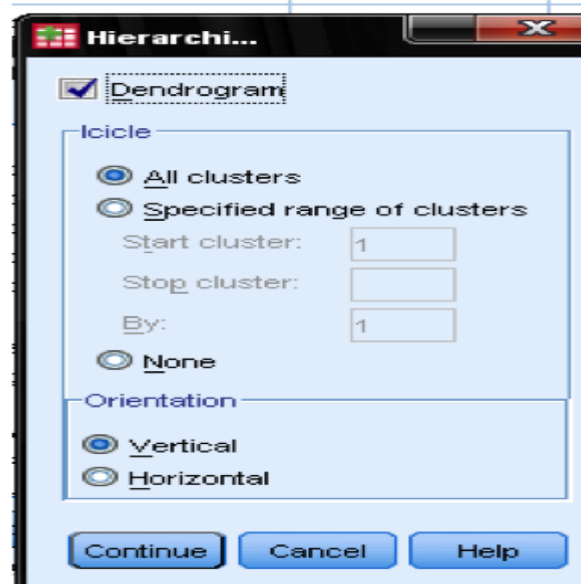 Hierarchi...
Dendrogram
Icicle
All clusters
Specified range of clusters
Start cluster: 1
Stop cluster:
By: 1
None
Orientation
Vertical
Horizontal
Continue Cancel Help